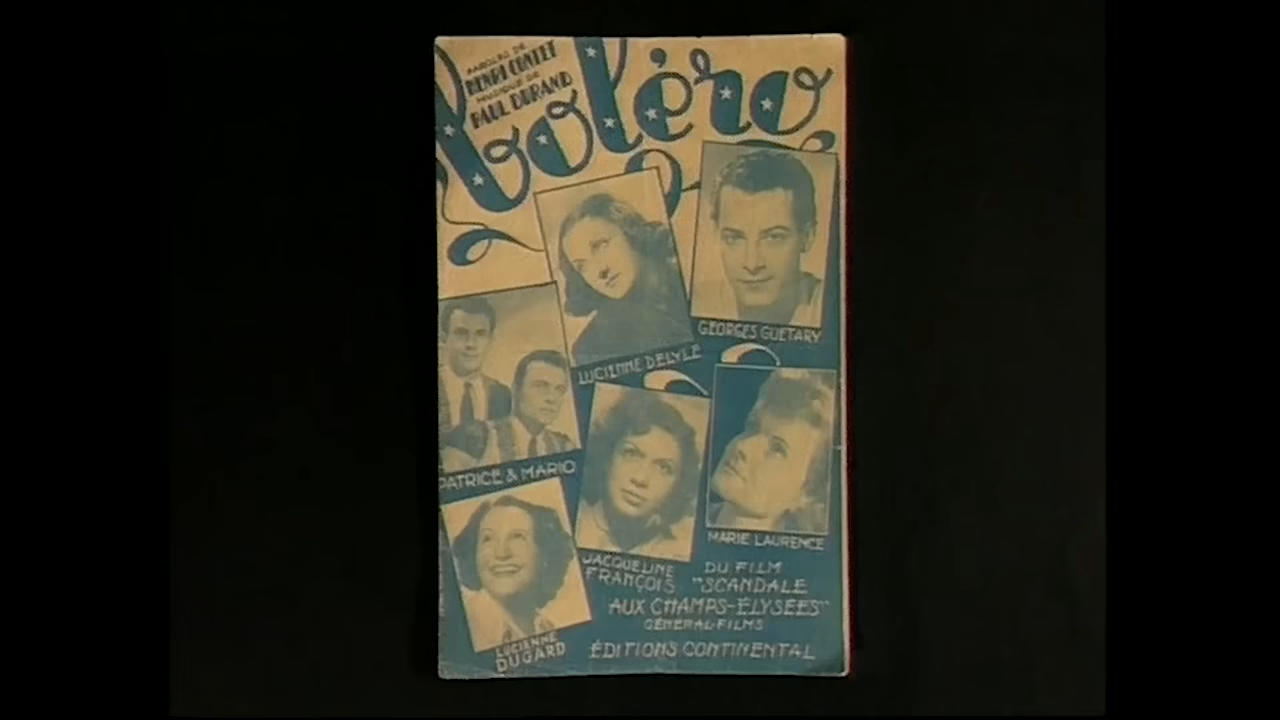 PAROLES DE
HENRI CONTET
MUSIQUE DE
PAUL DURAND
boléro
GEORGES GUETARY
LUCIENNE DELYLE
PATRICE & MARIO
MARIE LAURENCE
JACQUELINE
FRANÇOIS
LUCIENNE
DUGARD
DU FILM
"SCANDALE
AUX CHAMPS-ÉLYSÉES"
GÉNÉRAL-FILMS
ÉDITIONS CONTINENTAL